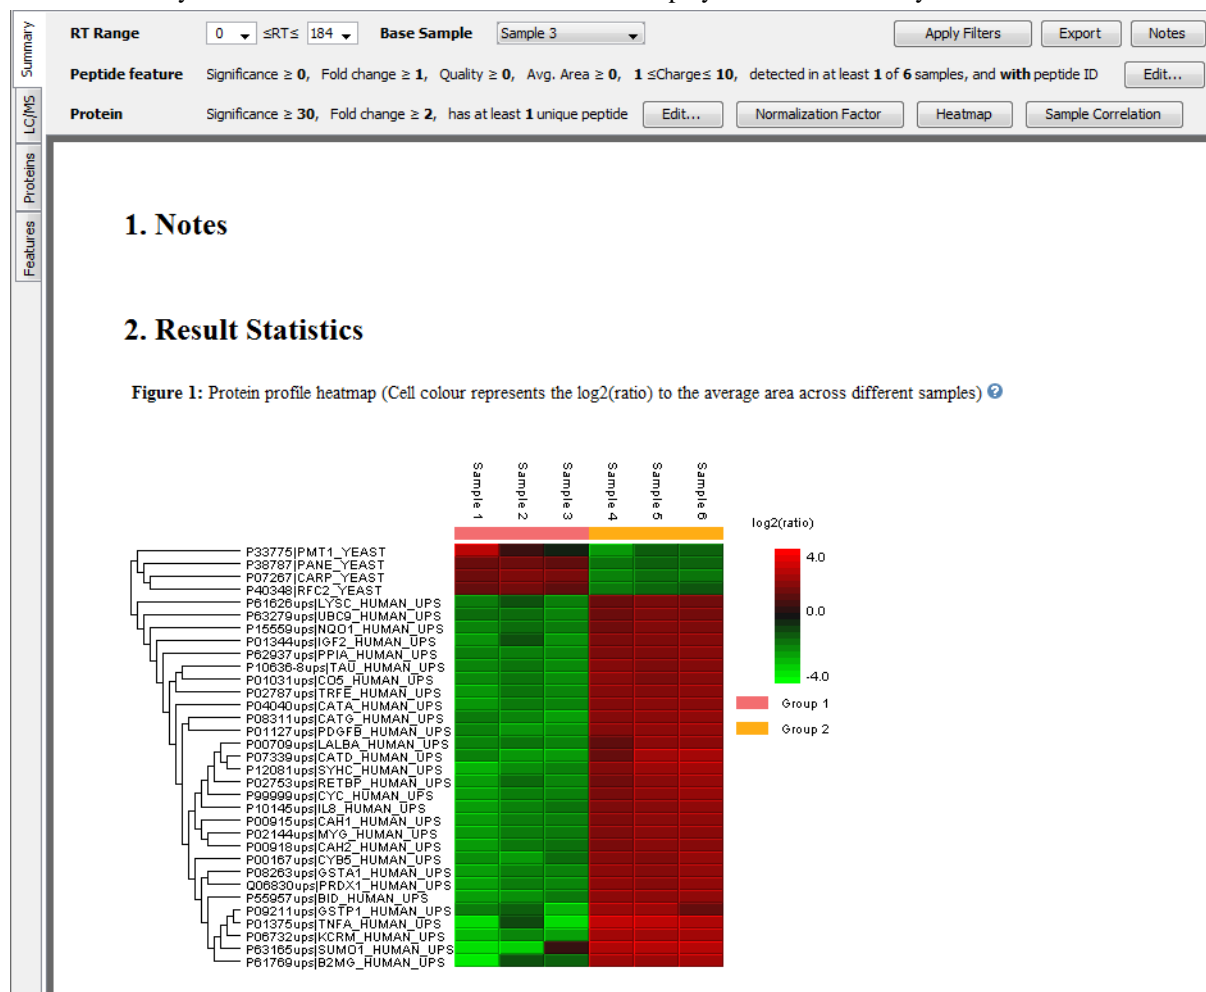 RT Range 0 ≤RT≤ 184 Base Sample Sample 3 Apply Filters Export Notes
Peptide feature Significance ≥ 0, Fold change ≥ 1, Quality ≥ 0, Avg. Area ≥ 0, 1 ≤Charge≤ 10, detected in at least 1 of 6 samples, and with peptide ID Edit...
Protein Significance ≥ 30, Fold change ≥ 2, has at least 1 unique peptide Edit... Normalization Factor Heatmap Sample Correlation
Summary
LC/MS
Proteins
Features
1. Notes
2. Result Statistics
Figure 1: Protein profile heatmap (Cell colour represents the log2(ratio) to the average area across different samples) ?
Sample 1
Sample 2
Sample 3
Sample 4
Sample 5
Sample 6
P33775|PMT1_YEAST
P38787|PANE_YEAST
P07267|CARP_YEAST
P40348|RFC2_YEAST
P61626ups|LYSC_HUMAN_UPS
P63279ups|UBC9_HUMAN_UPS
P15559ups|NQO1_HUMAN_UPS
P01344ups|IGF2_HUMAN_UPS
P62937ups|PPIA_HUMAN_UPS
P10636-8ups|TAU_HUMAN_UPS
P01031ups|CO5_HUMAN_UPS
P02787ups|TRFE_HUMAN_UPS
P04040ups|CATA_HUMAN_UPS
P08311ups|CATG_HUMAN_UPS
P01127ups|PDGFB_HUMAN_UPS
P00709ups|LALBA_HUMAN_UPS
P07339ups|CATD_HUMAN_UPS
P12081ups|SYHC_HUMAN_UPS
P02753ups|RETBP_HUMAN_UPS
P99999ups|CYC_HUMAN_UPS
P10145ups|IL8_HUMAN_UPS
P00915ups|CAH1_HUMAN_UPS
P02144ups|MYG_HUMAN_UPS
P00918ups|CAH2_HUMAN_UPS
P00167ups|CYB5_HUMAN_UPS
P08263ups|GSTA1_HUMAN_UPS
Q06830ups|PRDX1_HUMAN_UPS
P55957ups|BID_HUMAN_UPS
P09211ups|GSTP1_HUMAN_UPS
P01375ups|TNFA_HUMAN_UPS
P06732ups|KCRM_HUMAN_UPS
P63165ups|SUMO1_HUMAN_UPS
P61769ups|B2MG_HUMAN_UPS
log2(ratio)
4.0
0.0
-4.0
Group 1
Group 2